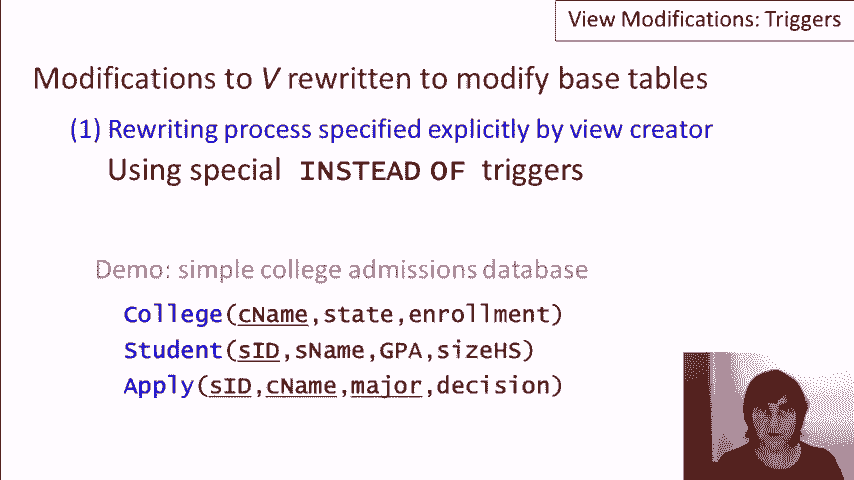 View Modifications: Triggers
Modifications to V rewritten to modify base tables
(1) Rewriting process specified explicitly by view creator
Using special INSTEAD OF triggers
Demo: simple college admissions database
College(cName,state,enrollment)
Student(sID,sName,GPA,sizeHS)
Apply(sID,cName,major,decision)